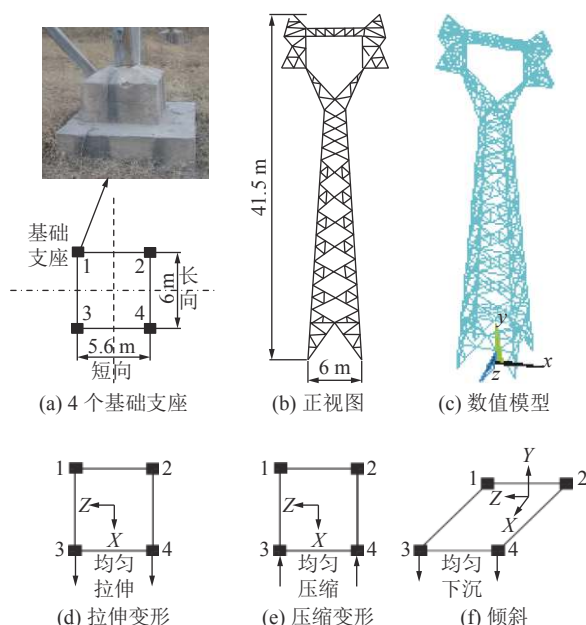 基础
支座
1
2
3
4
6 m
长
向
5.6 m
短向
(a) 4 个基础支座
41.5 m
6 m
(b) 正视图
y
x
z
(c) 数值模型
1
2
Z
X
3
4
均匀
拉伸
(d) 拉伸变形
1
2
Z
X
3
4
均匀
压缩
(e) 压缩变形
Y
1
2
Z
X
3
4
均匀
下沉
(f) 倾斜